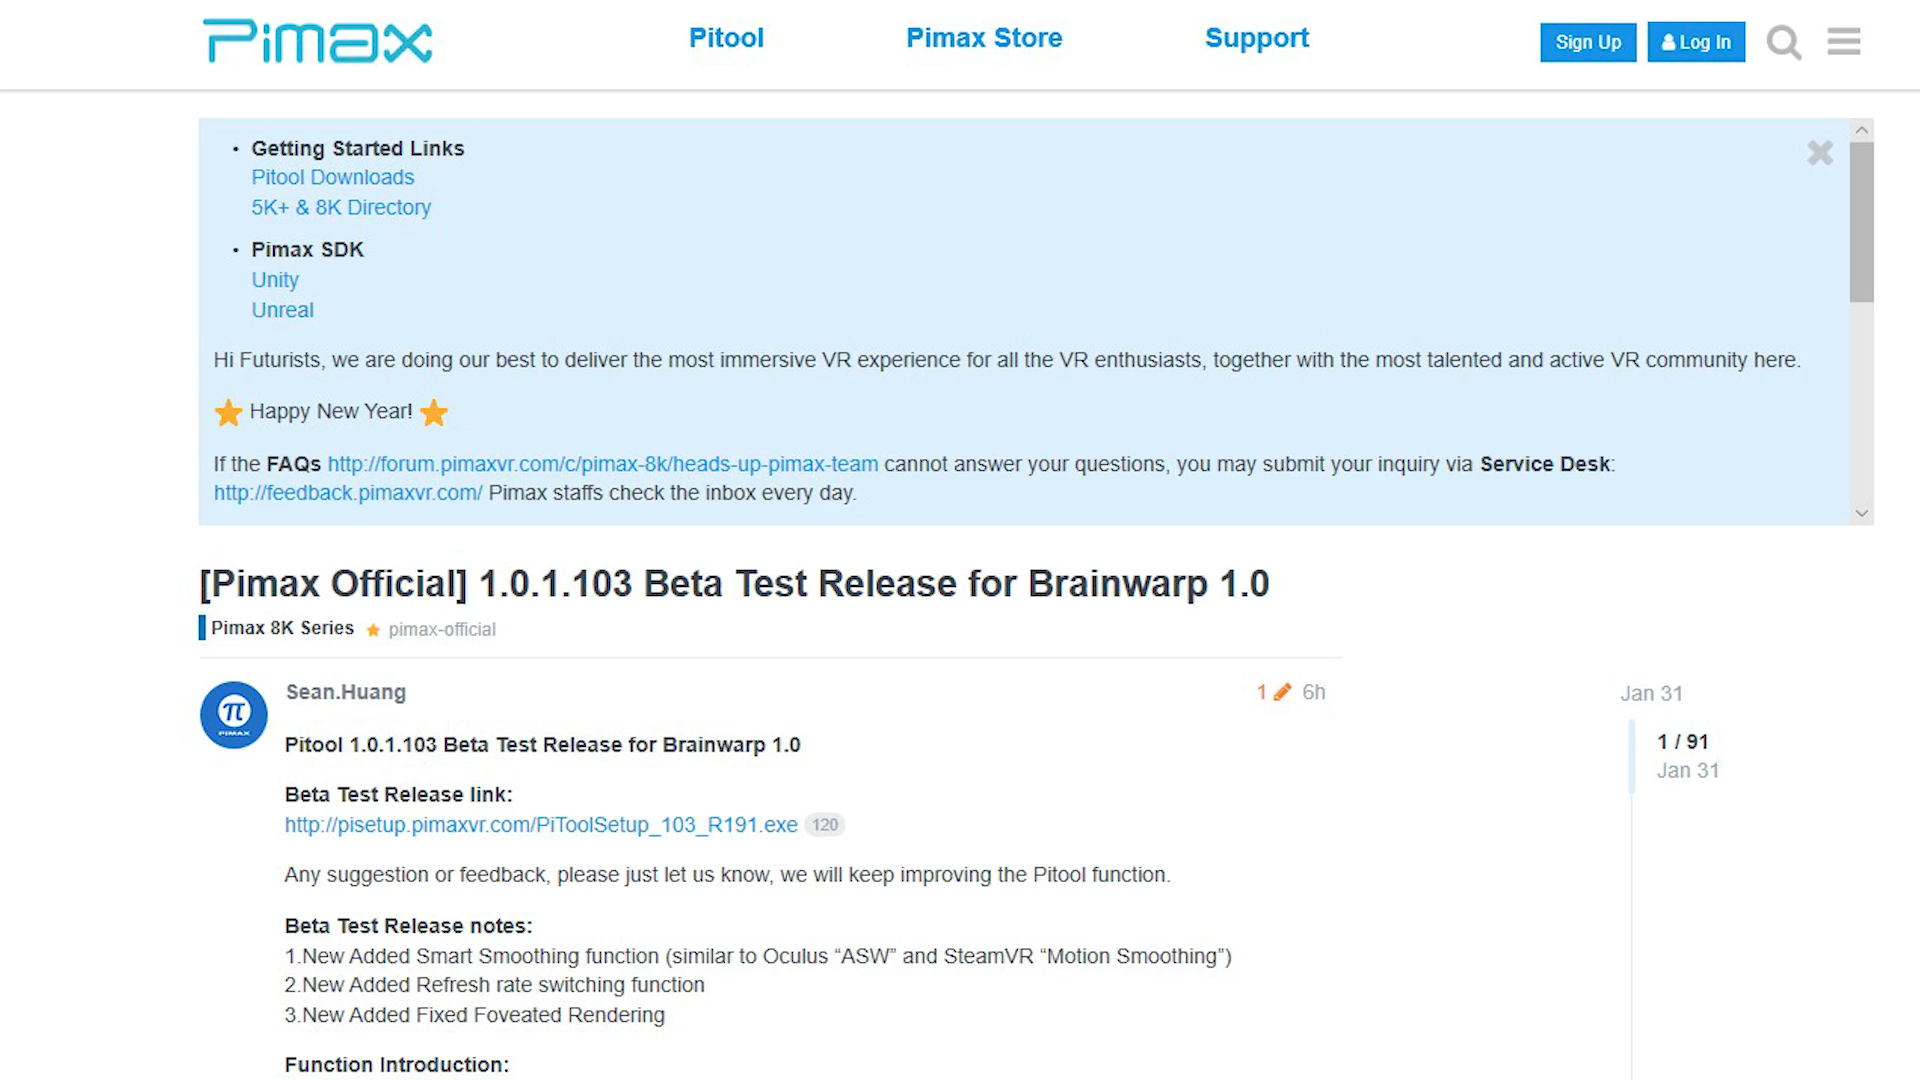 Pimax
Pitool
Pimax Store
Support
Sign Up
Log In
• Getting Started Links
Pitool Downloads
5K+ & 8K Directory
• Pimax SDK
Unity
Unreal
Hi Futurists, we are doing our best to deliver the most immersive VR experience for all the VR enthusiasts, together with the most talented and active VR community here.
Happy New Year!
If the FAQs http://forum.pimaxvr.com/c/pimax-8k/heads-up-pimax-team cannot answer your questions, you may submit your inquiry via Service Desk:
http://feedback.pimaxvr.com/ Pimax staffs check the inbox every day.
[Pimax Official] 1.0.1.103 Beta Test Release for Brainwarp 1.0
Pimax 8K Series pimax-official
π
PIMAX
Sean.Huang
1 6h
Jan 31
1 / 91
Jan 31
Pitool 1.0.1.103 Beta Test Release for Brainwarp 1.0
Beta Test Release link:
http://pisetup.pimaxvr.com/PiToolSetup_103_R191.exe 120
Any suggestion or feedback, please just let us know, we will keep improving the Pitool function.
Beta Test Release notes:
1.New Added Smart Smoothing function (similar to Oculus “ASW” and SteamVR “Motion Smoothing”)
2.New Added Refresh rate switching function
3.New Added Fixed Foveated Rendering
Function Introduction: